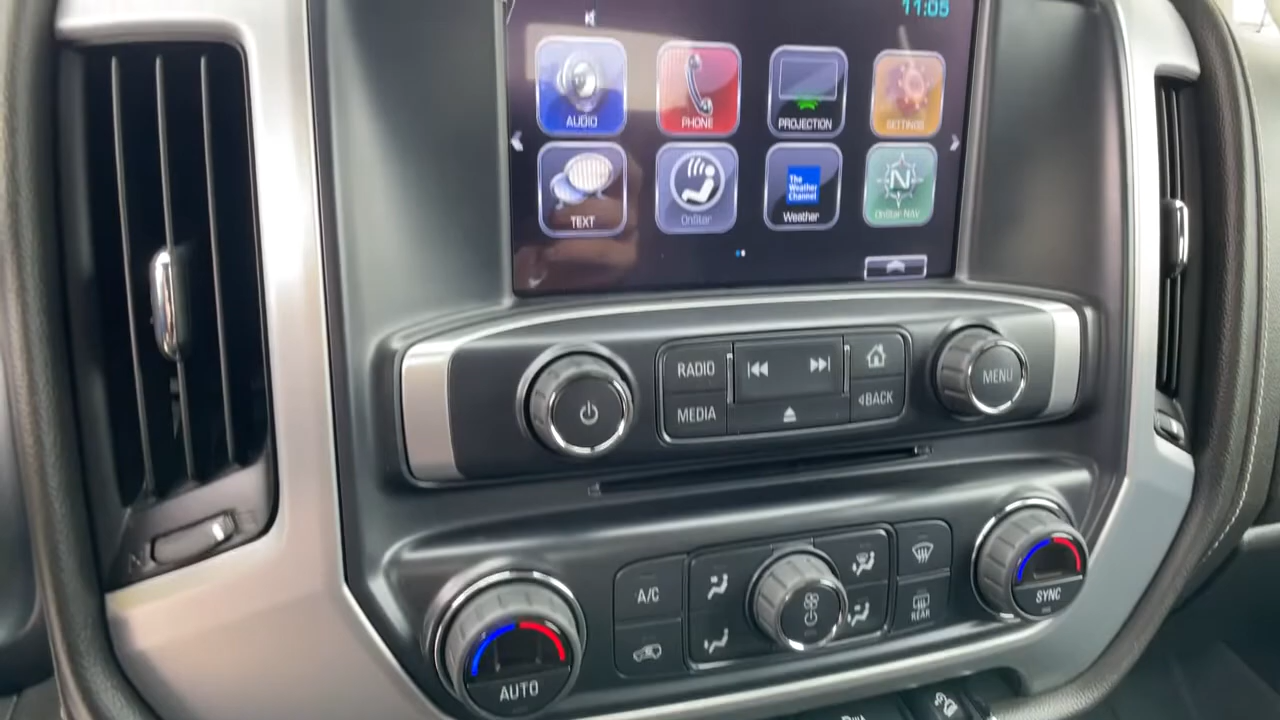 11:05
AUDIO
PHONE
PROJECTION
SETTINGS
TEXT
OnStar
The
Weather
Channel
Weather
N
OnStar NAV
RADIO
MEDIA
BACK
MENU
A/C
REAR
AUTO
SYNC